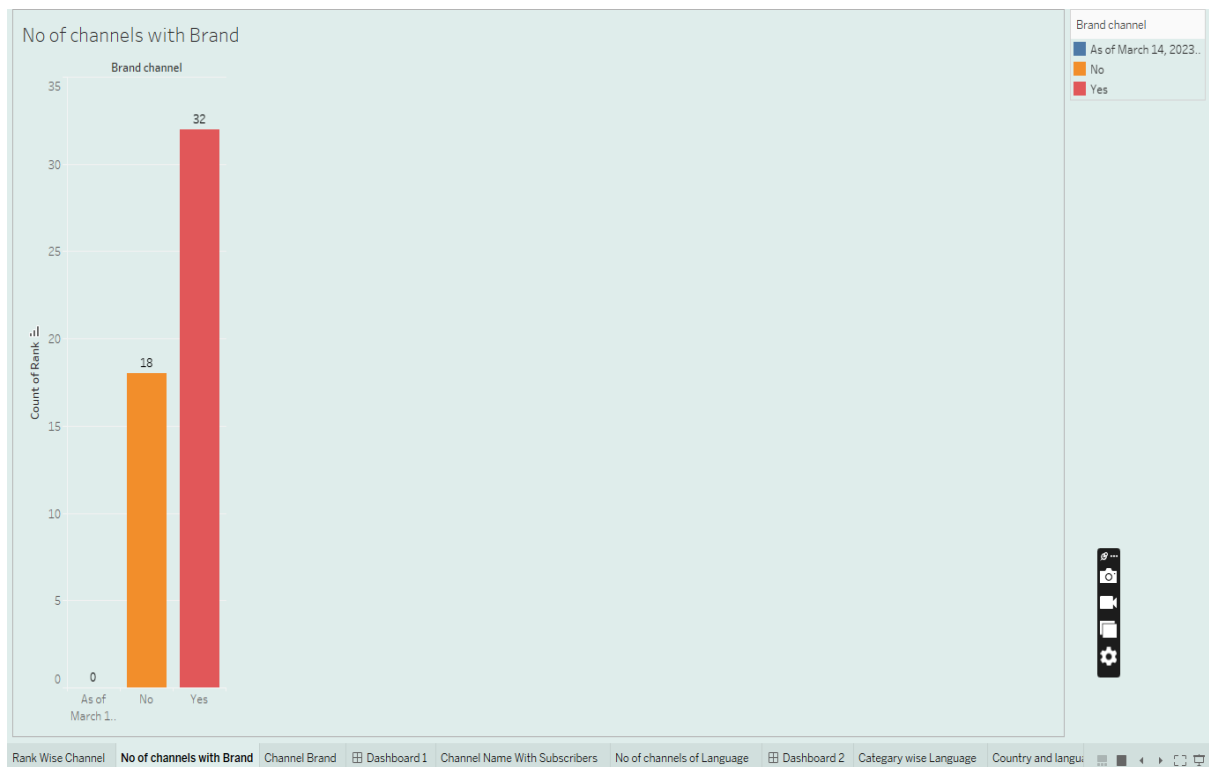 No of channels with Brand
Brand channel
35
30
25
20
15
10
5
0
Count of Rank
32
18
0
As of
March 1..
No
Yes
Brand channel
As of March 14, 2023..
No
Yes
Rank Wise Channel No of channels with Brand Channel Brand Dashboard 1 Channel Name With Subscribers No of channels of Language Dashboard 2 Categary wise Language Country and langu